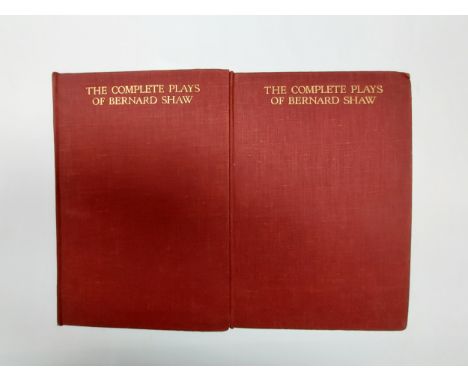 THE COMPLETE PLAYS
OF BERNARD SHAW
THE COMPLETE PLAYS
OF BERNARD SHAW